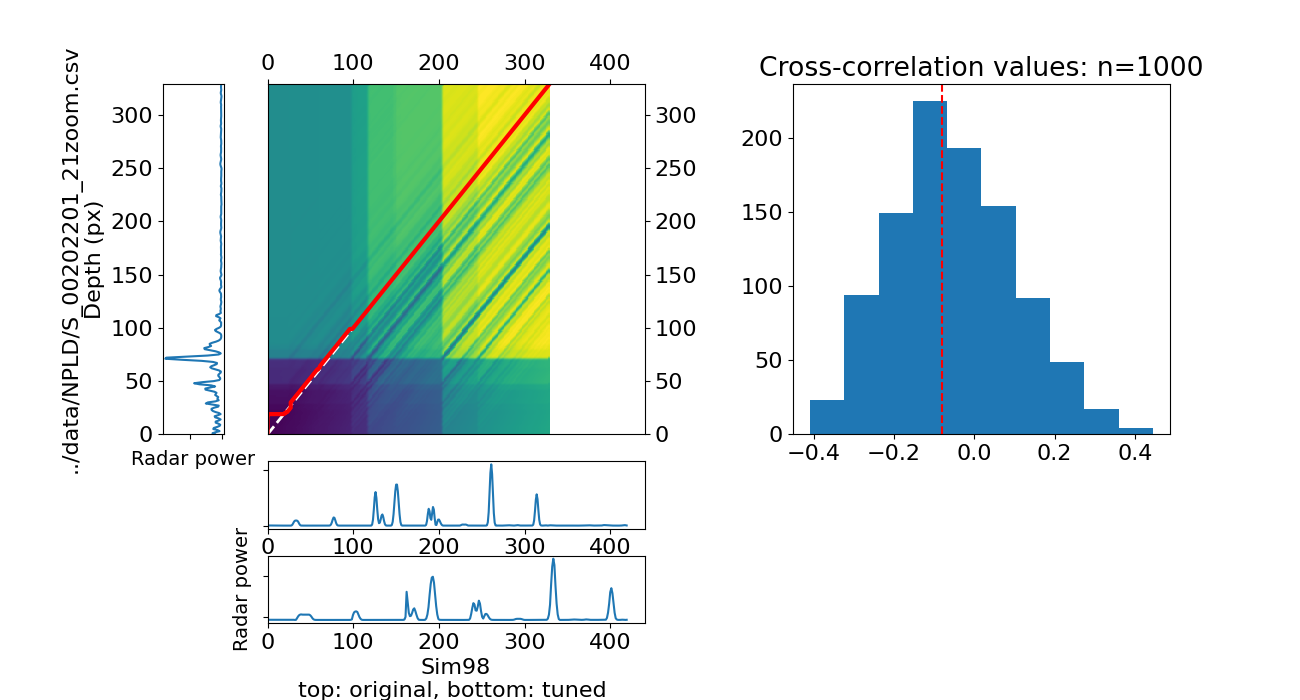 Cross-correlation values: n=1000
0 100 200 300 400
../data/NPLD/S_00202201_21zoom.csv
Depth (px)
300 300 200
250 250
200 200 150
150 150 100
100 100
50 50 50
0 0 0
Radar power −0.4 −0.2 0.0 0.2 0.4
0 100 200 300 400
Radar power
0 100 200 300 400
Sim98
top: original, bottom: tuned